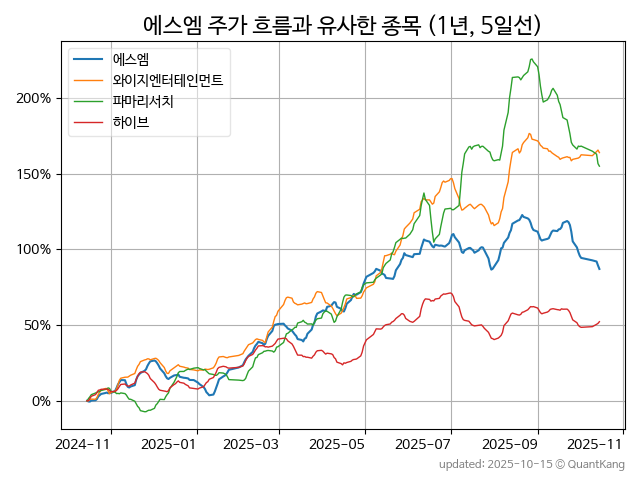 에스엠 주가 흐름과 유사한 종목 (1년, 5일선)
에스엠
와이지엔터테인먼트
파마리서치
하이브
200%
150%
100%
50%
0%
2024-11
2025-01
2025-03
2025-05
2025-07
2025-09
2025-11
updated: 2025-10-15 © QuantKang